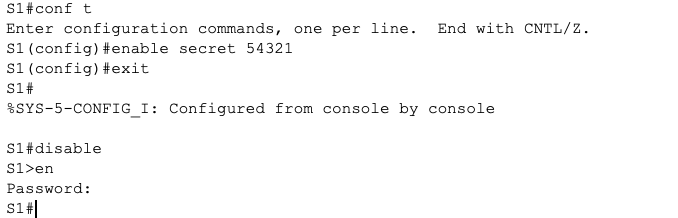 S1#conf t
Enter configuration commands, one per line.  End with CNTL/Z.
S1(config)#enable secret 54321
S1(config)#exit
S1#
%SYS-5-CONFIG_I: Configured from console by console
S1#disable
S1>en
Password:
S1#